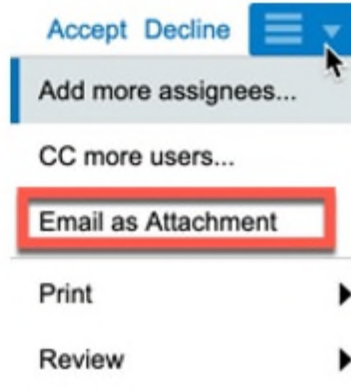 Accept Decline
Add more assignees...
CC more users...
Email as Attachment
Print
Review